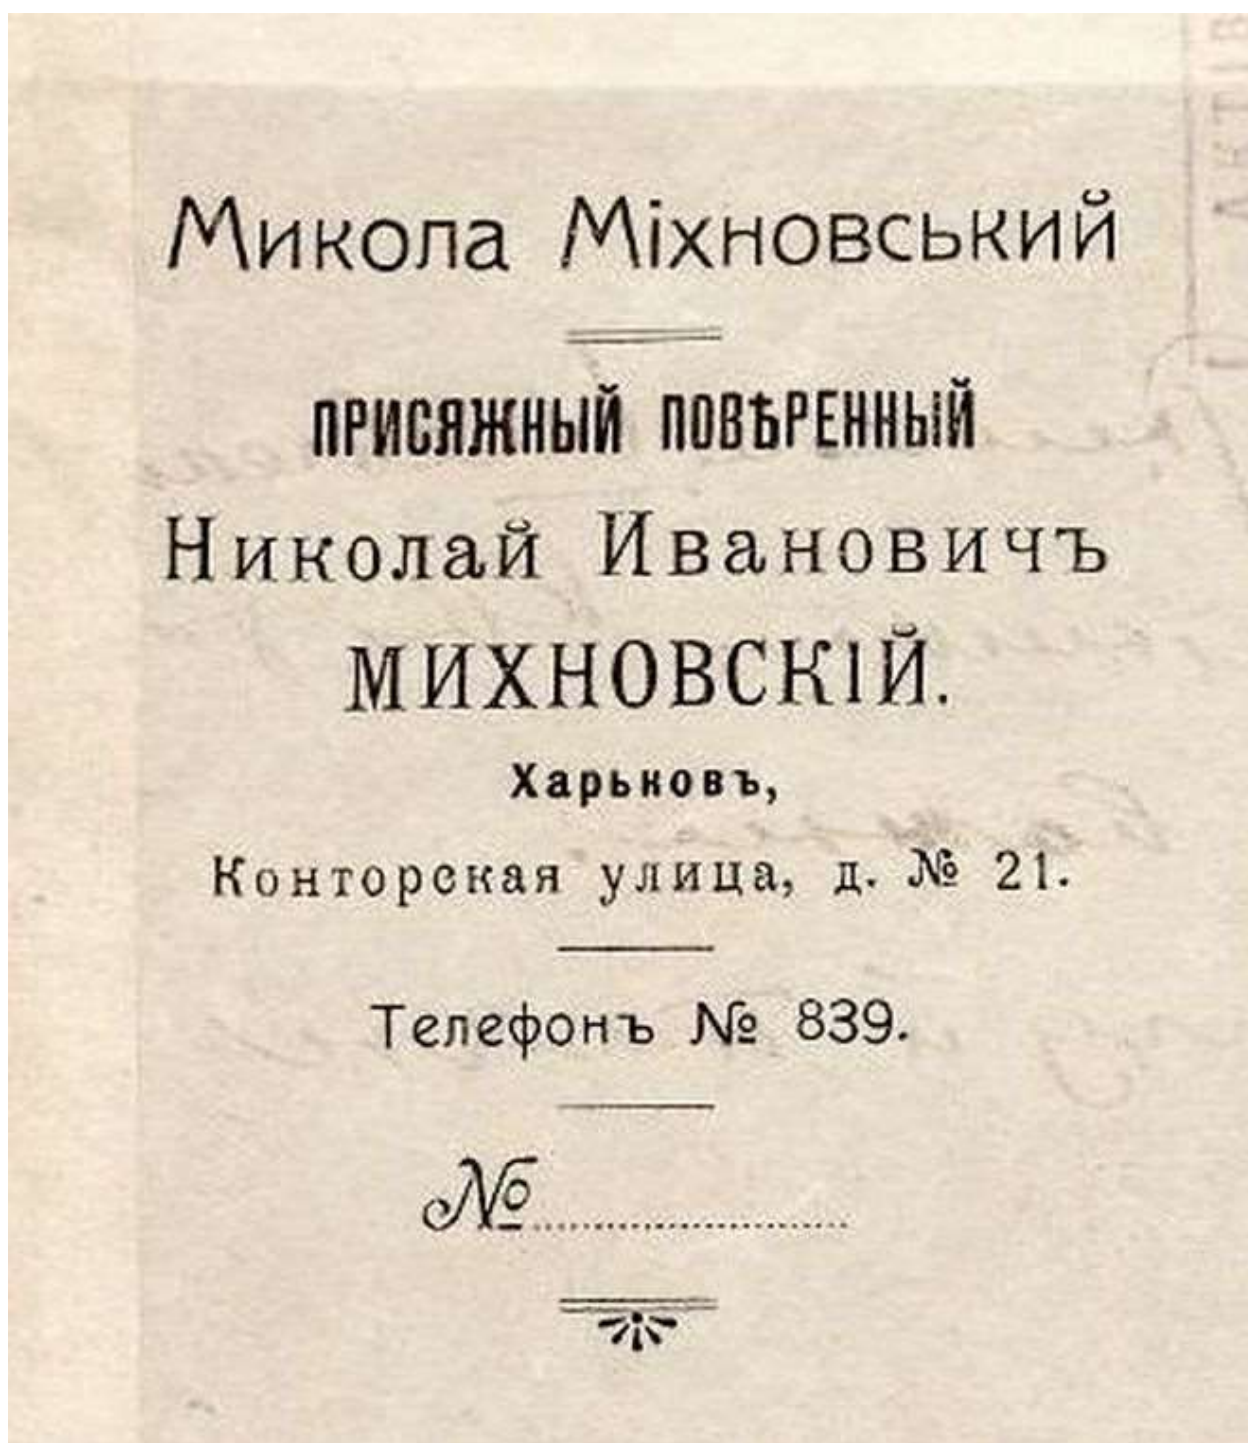 Микола Міхновський
ПРИСЯЖНЫЙ ПОВѢРЕННЫЙ
Николай Ивановичъ
МИХНОВСКІЙ.
Харьковъ,
Конторская улица, д. № 21.
Телефонъ № 839.
№